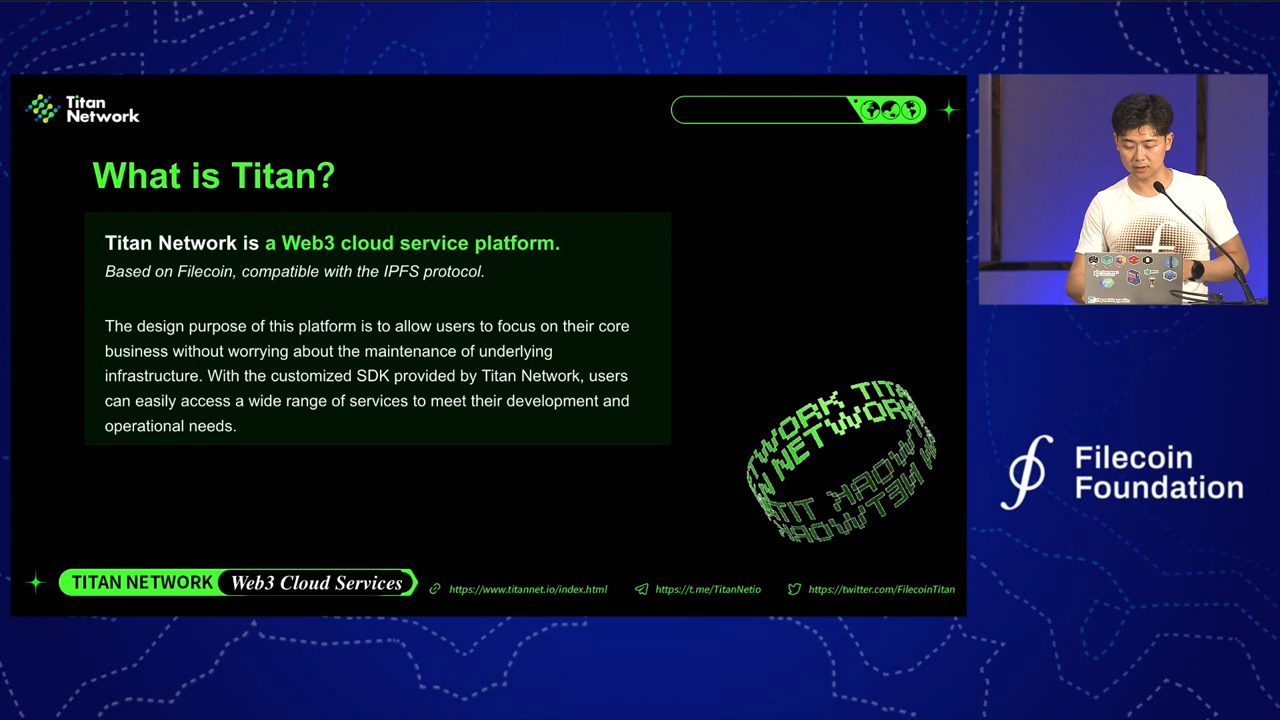 Titan
Network
What is Titan?
Titan Network is a Web3 cloud service platform.
Based on Filecoin, compatible with the IPFS protocol.
The design purpose of this platform is to allow users to focus on their core
business without worrying about the maintenance of underlying
infrastructure. With the customized SDK provided by Titan Network, users
can easily access a wide range of services to meet their development and
operational needs.
TITAN NETWORK Web3 Cloud Services
https://www.titannet.io/index.html
https://t.me/TitanNetio
https://twitter.com/FilecoinTitan
Filecoin
Foundation